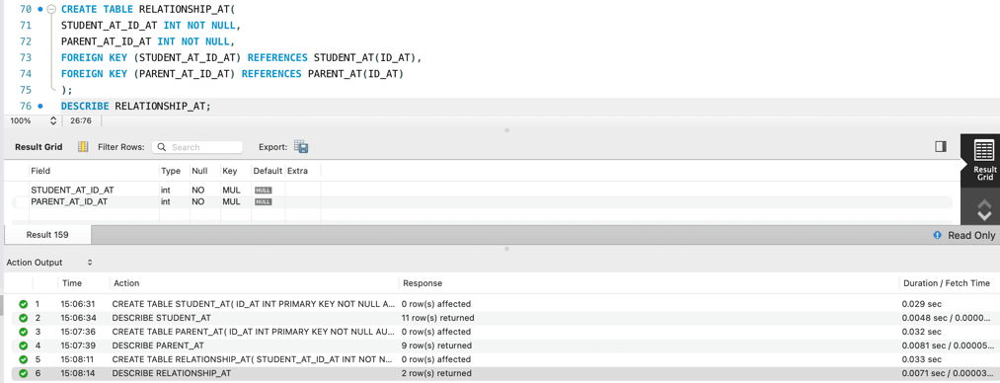 70 CREATE TABLE RELATIONSHIP_AT(
71 STUDENT_AT_ID_AT INT NOT NULL,
72 PARENT_AT_ID_AT INT NOT NULL,
73 FOREIGN KEY (STUDENT_AT_ID_AT) REFERENCES STUDENT_AT(ID_AT),
74 FOREIGN KEY (PARENT_AT_ID_AT) REFERENCES PARENT_AT(ID_AT)
75 );
76 DESCRIBE RELATIONSHIP_AT;
100% 26:76
Result Grid Filter Rows: Search Export:
Result Grid
Field Type Null Key Default Extra
STUDENT_AT_ID_AT int NO MUL NULL
PARENT_AT_ID_AT int NO MUL NULL
Result 159 Read Only
Action Output
Time Action Response Duration / Fetch Time
1 15:06:31 CREATE TABLE STUDENT_AT( ID_AT INT PRIMARY KEY NOT NULL A... 0 row(s) affected 0.029 sec
2 15:06:34 DESCRIBE STUDENT_AT 11 row(s) returned 0.0048 sec / 0.0000...
3 15:07:36 CREATE TABLE PARENT_AT( ID_AT INT PRIMARY KEY NOT NULL AU... 0 row(s) affected 0.032 sec
4 15:07:39 DESCRIBE PARENT_AT 9 row(s) returned 0.0081 sec / 0.00005...
5 15:08:11 CREATE TABLE RELATIONSHIP_AT( STUDENT_AT_ID_AT INT NOT N... 0 row(s) affected 0.033 sec
6 15:08:14 DESCRIBE RELATIONSHIP_AT 2 row(s) returned 0.0071 sec / 0.00003...